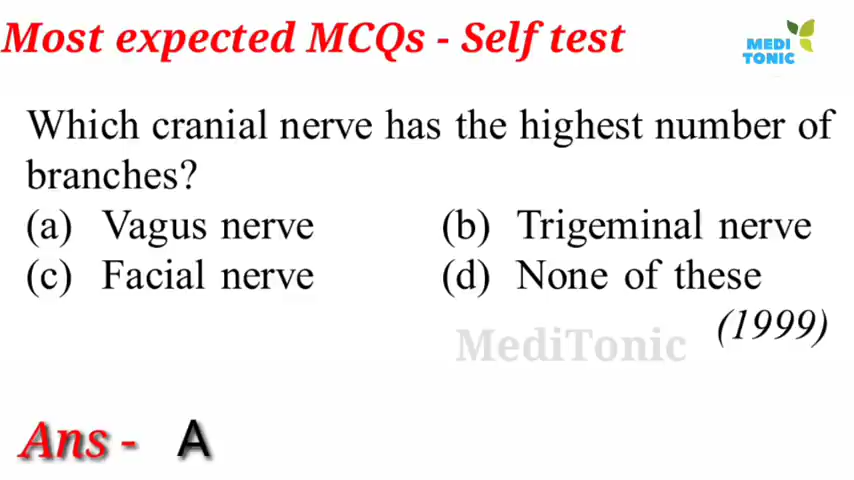 Most expected MCQs - Self test
MEDI
TONIC
Which cranial nerve has the highest number of
branches?
(a) Vagus nerve (b) Trigeminal nerve
(c) Facial nerve (d) None of these
(1999)
MediTonic
Ans - A